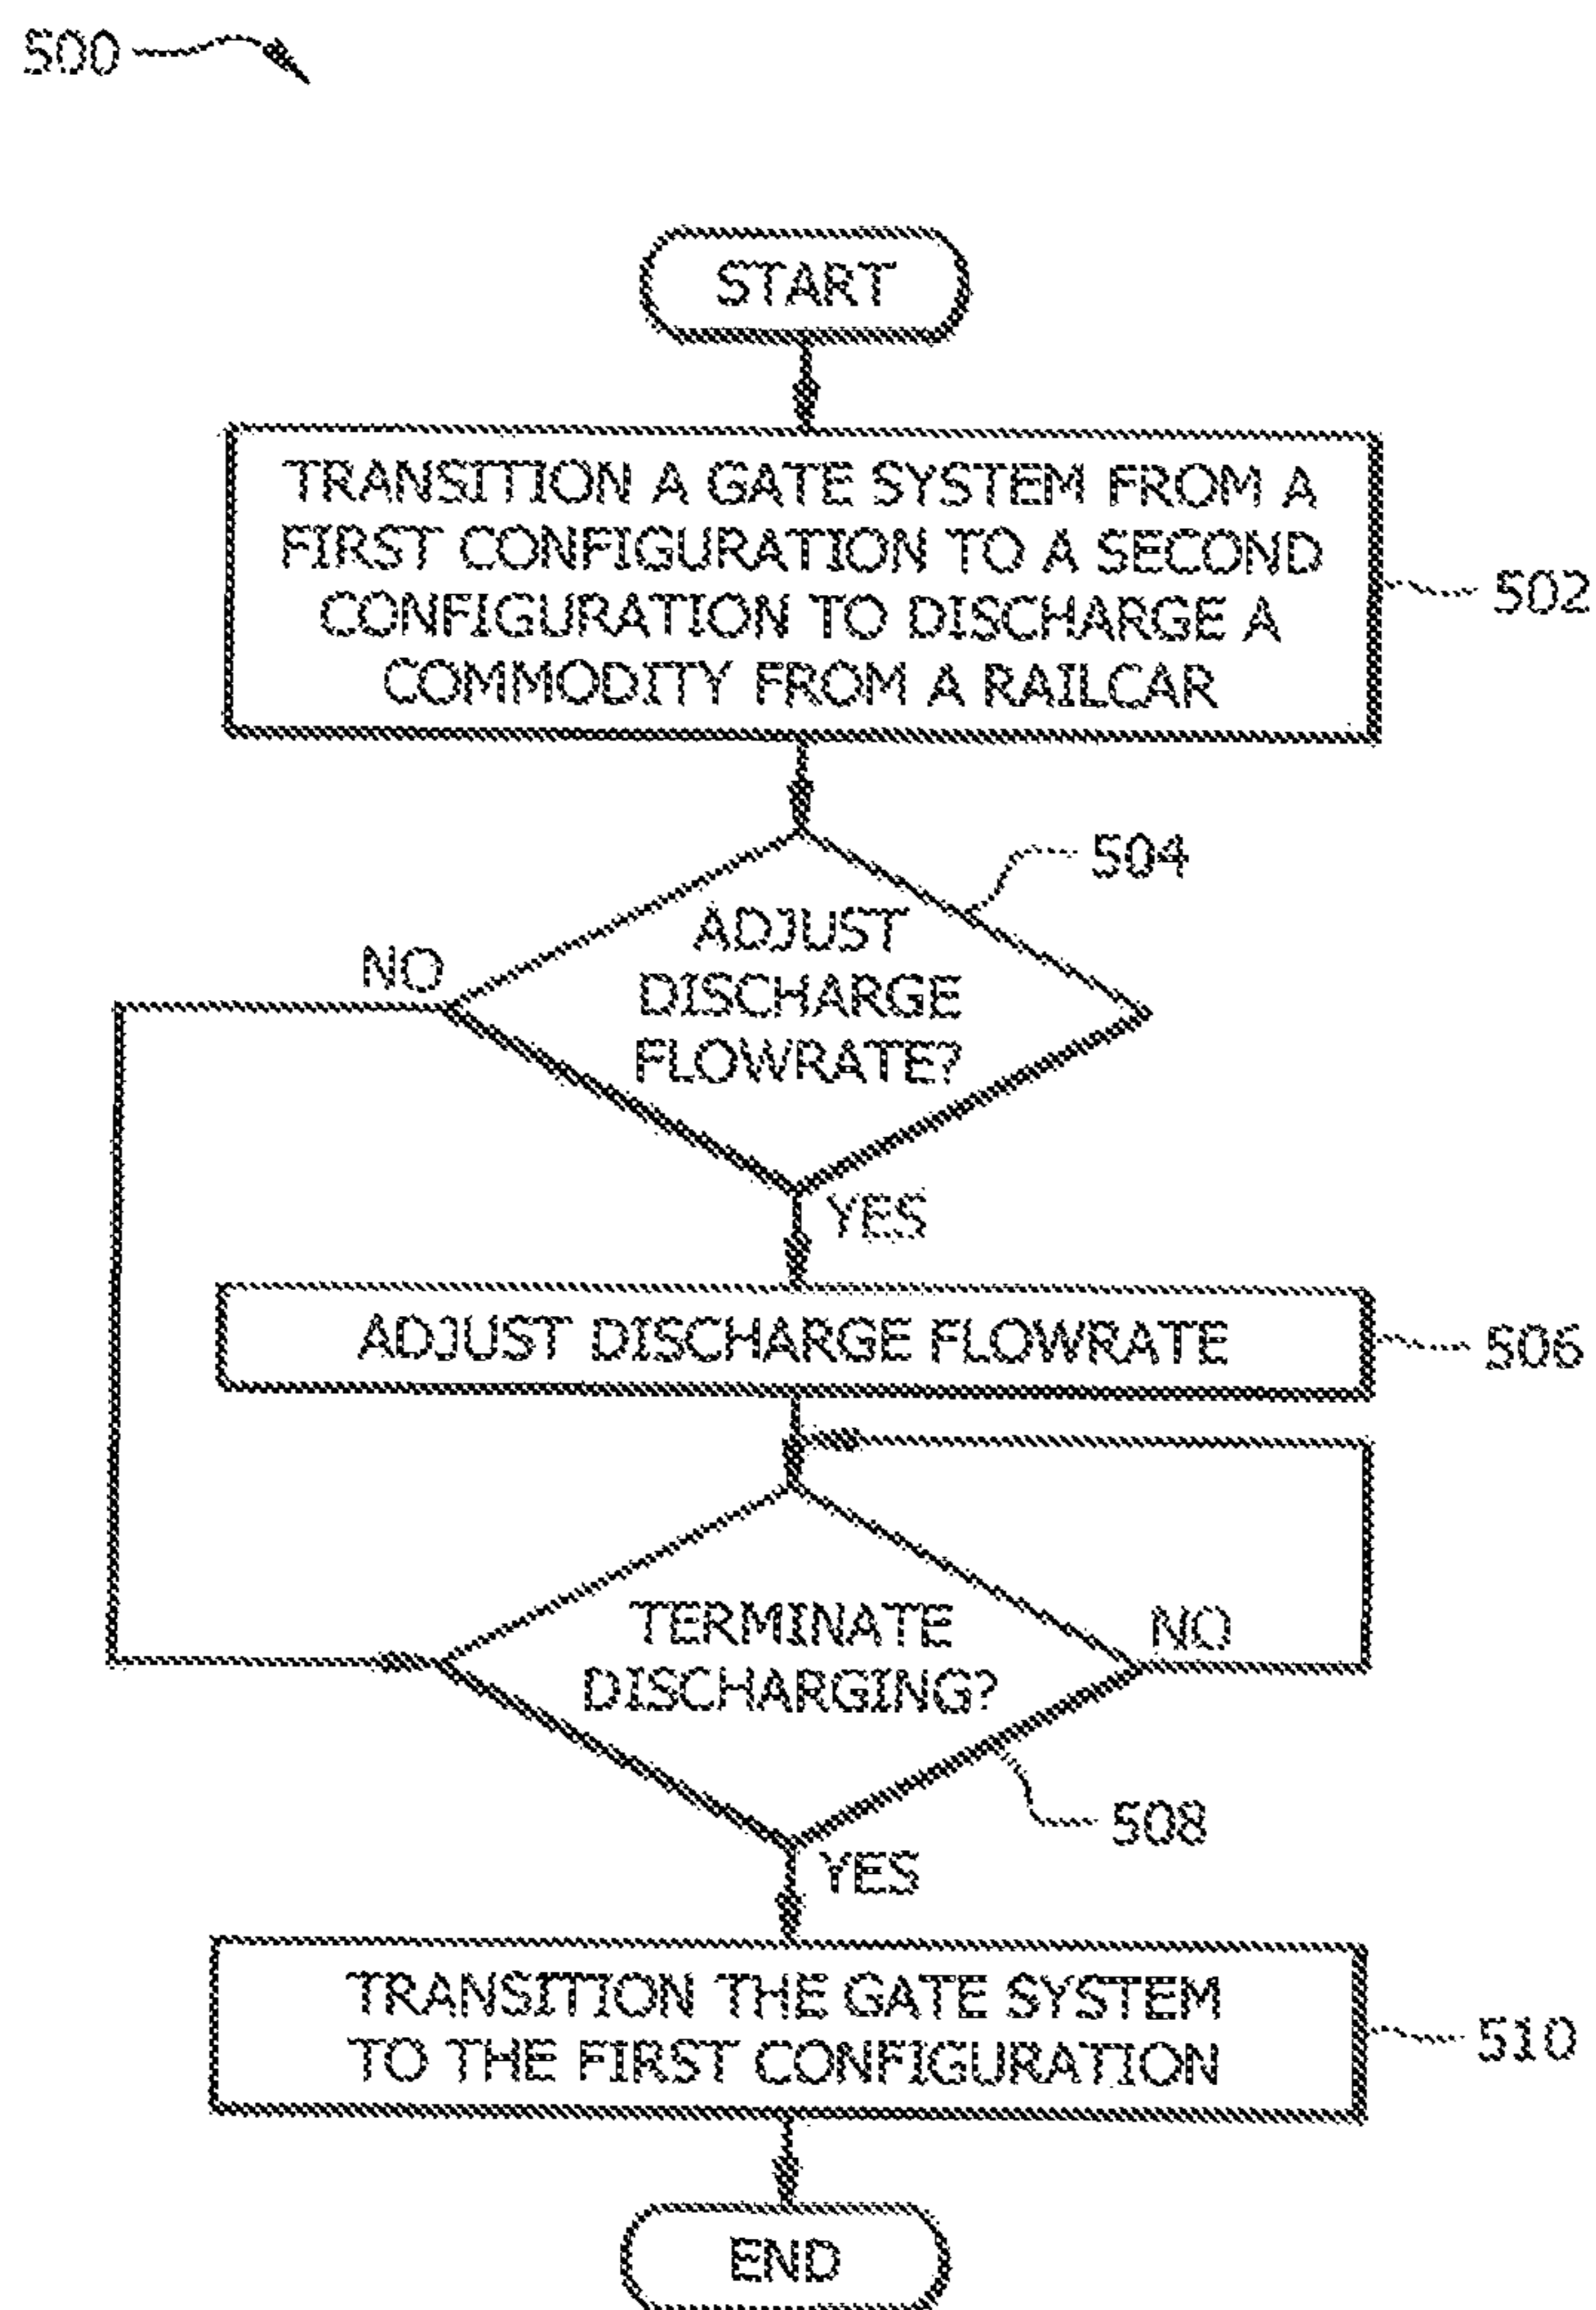 500
START
TRANSITION A GATE SYSTEM FROM A
FIRST CONFIGURATION TO A SECOND
CONFIGURATION TO DISCHARGE A
COMMODITY FROM A RAILCAR
502
504
ADJUST
DISCHARGE
FLOWRATE?
NO
YES
ADJUST DISCHARGE FLOWRATE
506
TERMINATE
DISCHARGING?
NO
508
YES
TRANSITION THE GATE SYSTEM
TO THE FIRST CONFIGURATION
510
END